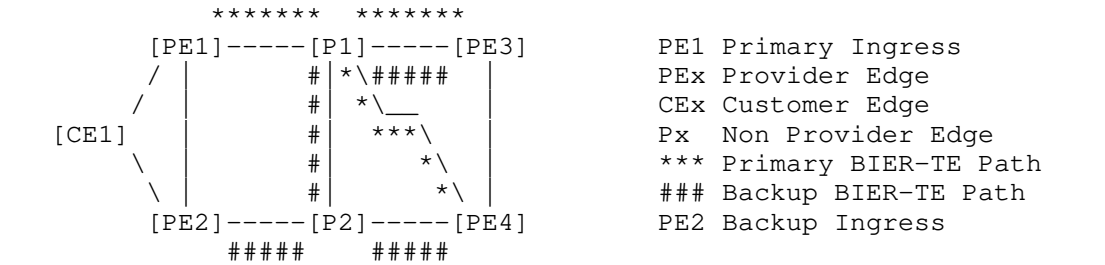 *******  *******
       [PE1]-----[P1]-----[PE3]        PE1 Primary Ingress
       / |        #|*\#####  |         PEx Provider Edge
      /  |        #| *\__    |         CEx Customer Edge
 [CE1]   |        #|  ***\   |         Px  Non Provider Edge
      \  |        #|     *\  |         *** Primary BIER-TE Path
       \ |        #|      *\ |         ### Backup BIER-TE Path
       [PE2]-----[P2]-----[PE4]        PE2 Backup Ingress
            #####    #####